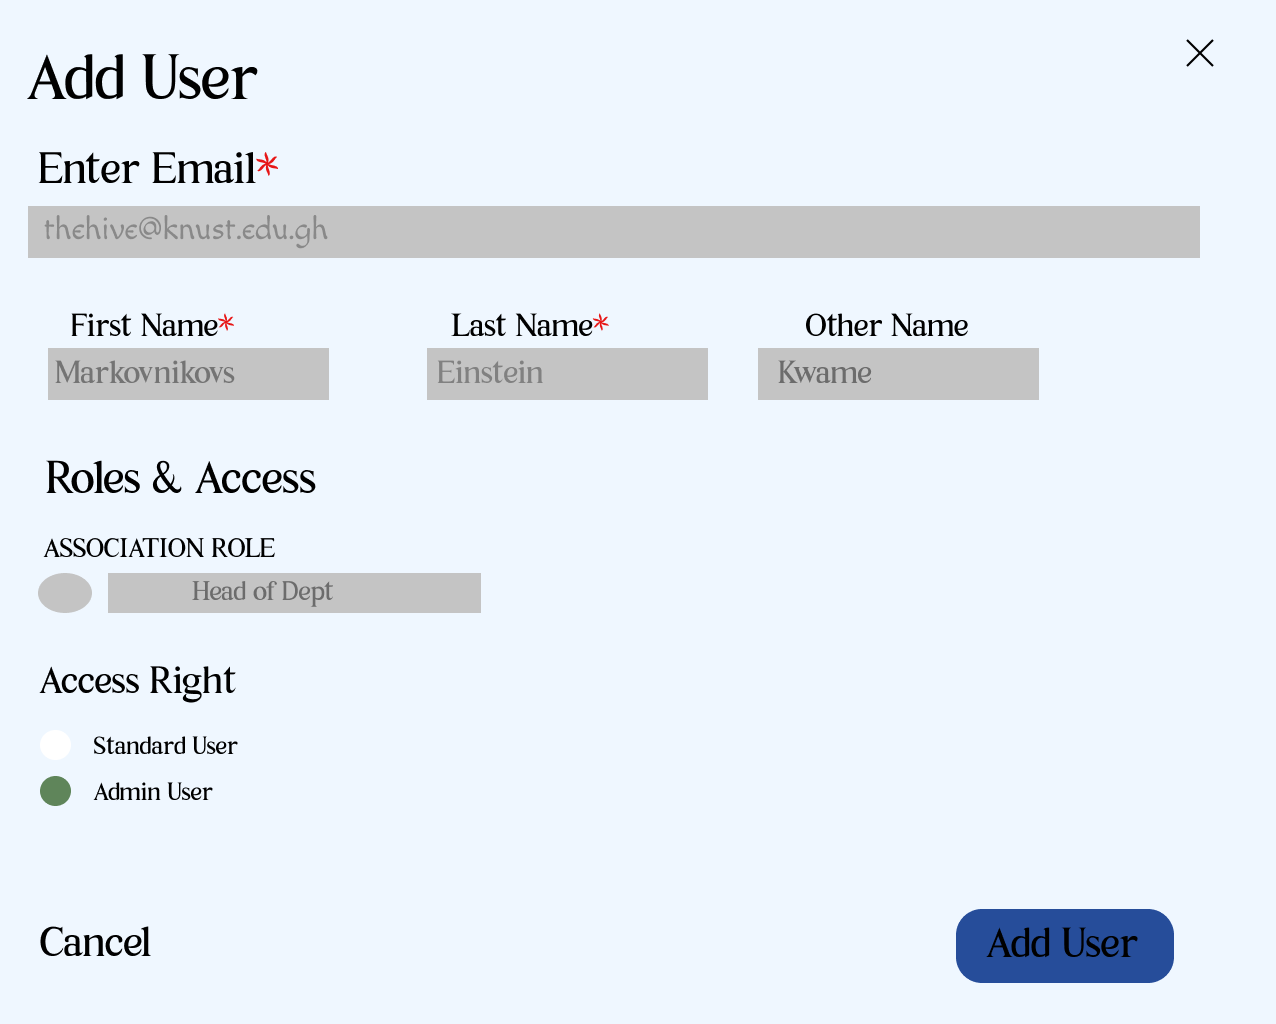 Add User
Enter Email*
thehive@knust.edu.gh
First Name* Last Name* Other Name
Markovnikovs Einstein Kwame
Roles & Access
ASSOCIATION ROLE
Head of Dept
Access Right
Standard User
Admin User
Cancel Add User